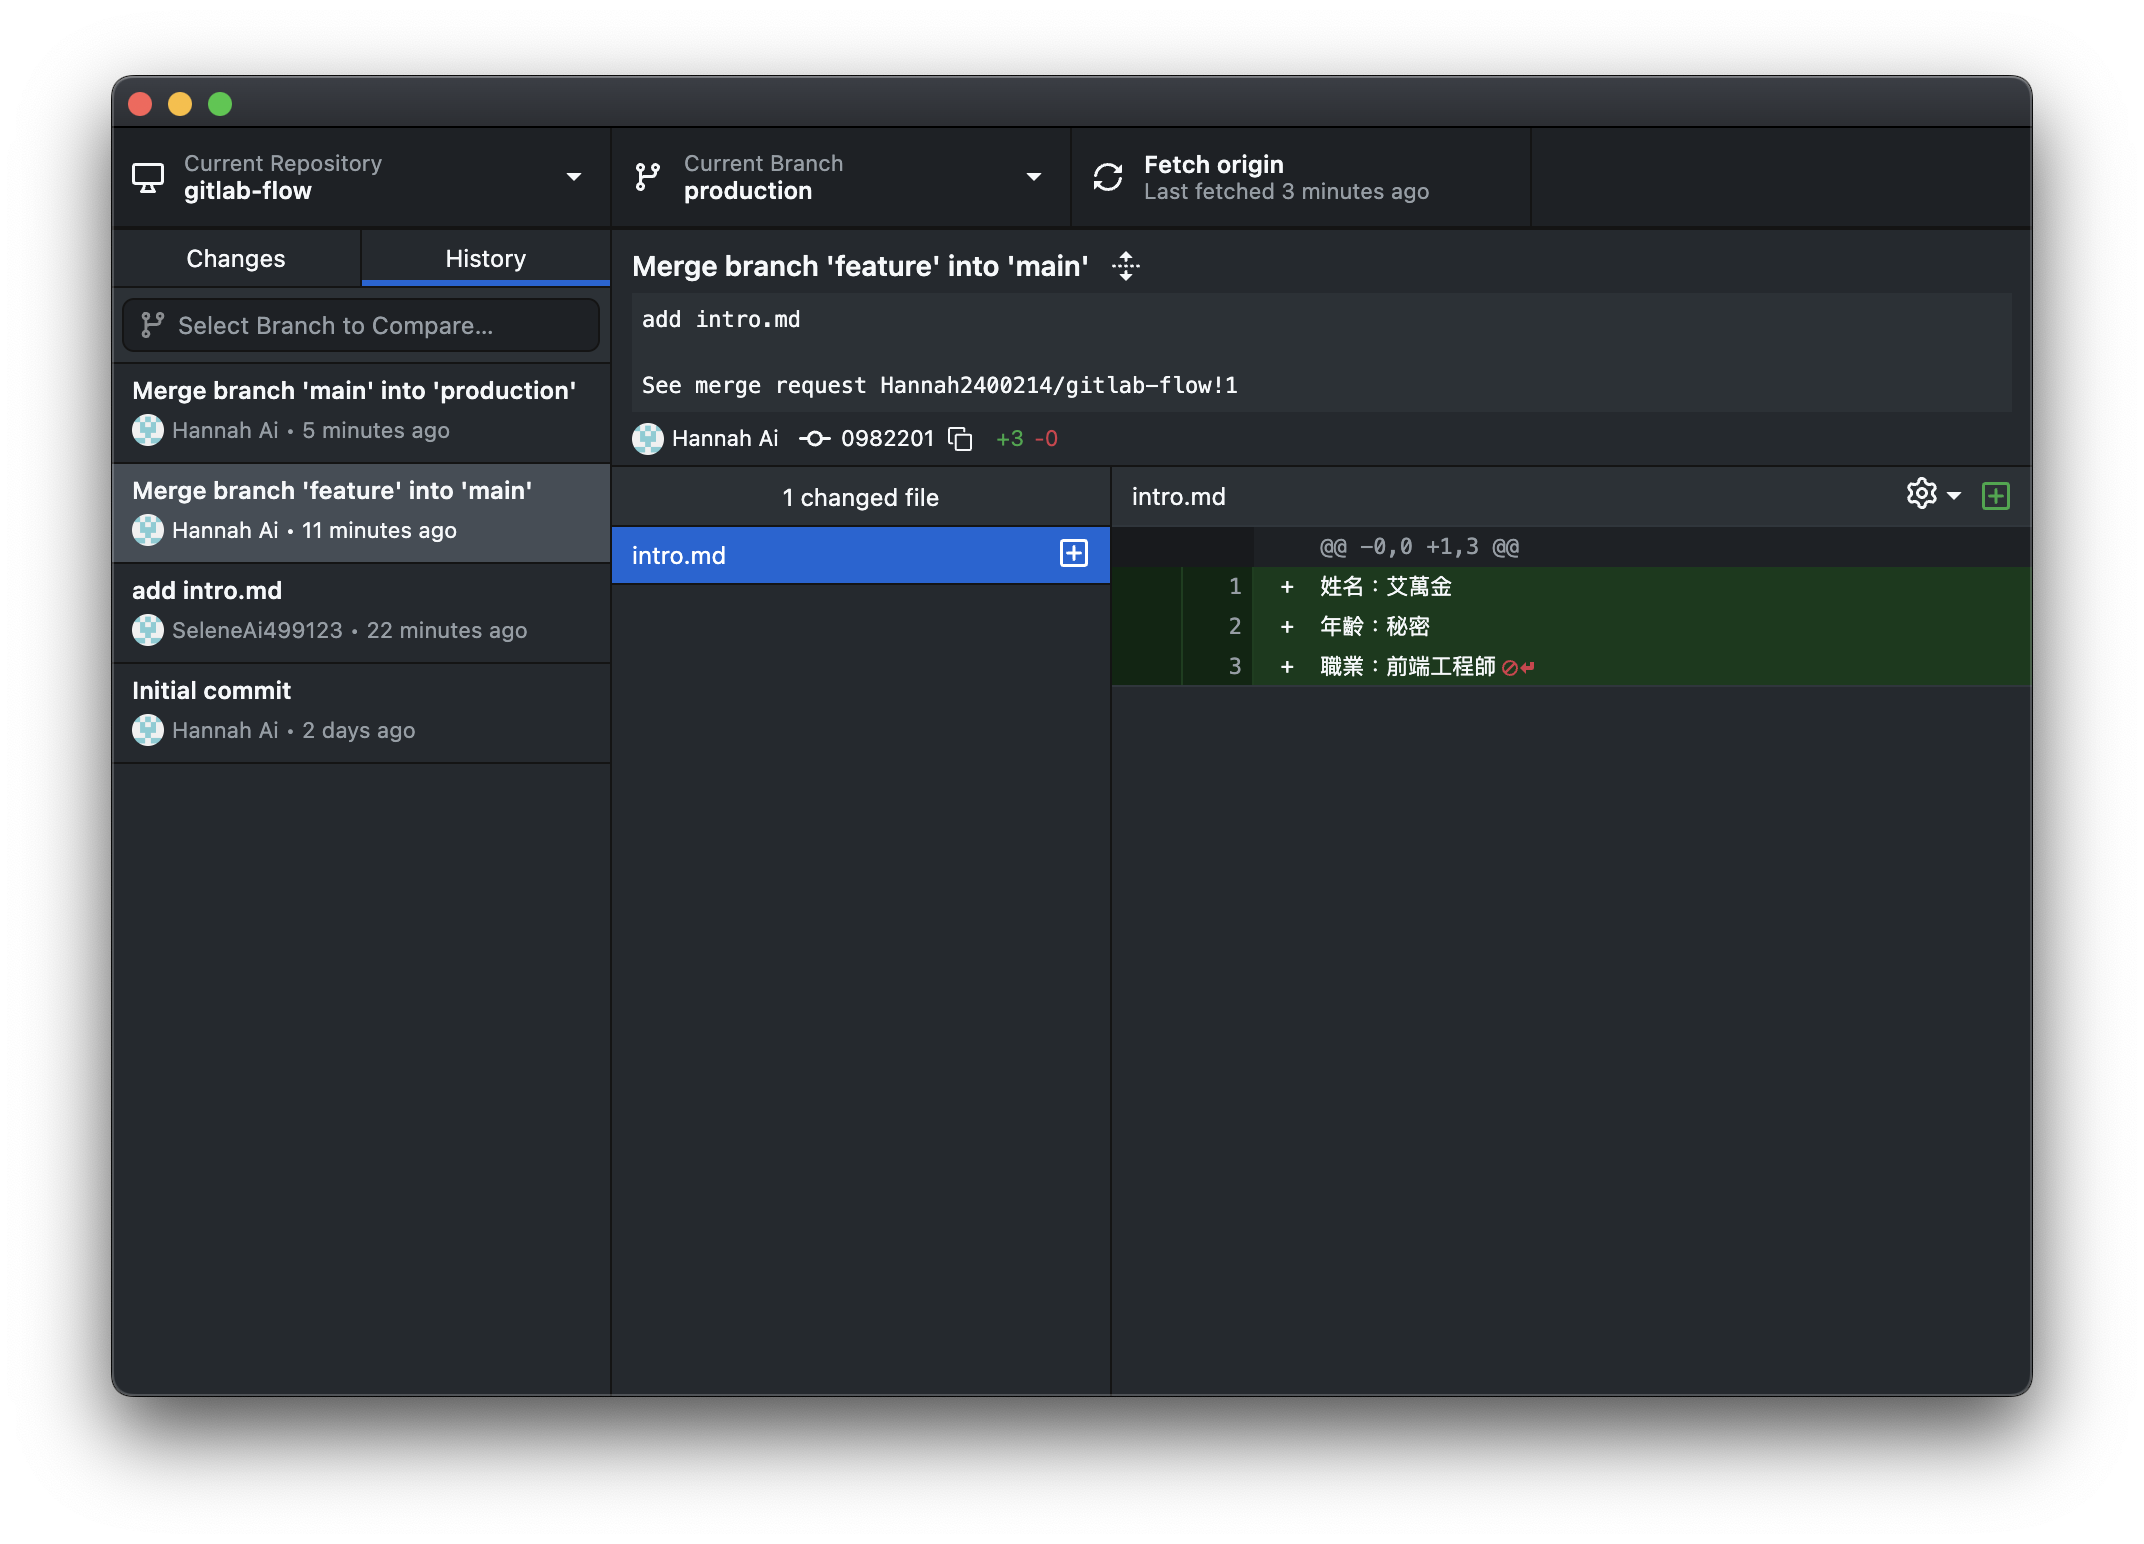 Current Repository
gitlab-flow
Current Branch
production
Fetch origin
Last fetched 3 minutes ago
Changes
History
Select Branch to Compare...
Merge branch 'main' into 'production'
Hannah Ai • 5 minutes ago
Merge branch 'feature' into 'main'
Hannah Ai • 11 minutes ago
add intro.md
SeleneAi499123 • 22 minutes ago
Initial commit
Hannah Ai • 2 days ago
Merge branch 'feature' into 'main'
add intro.md
See merge request Hannah2400214/gitlab-flow!1
Hannah Ai 0982201 +3 -0
1 changed file
intro.md
intro.md
@@ -0,0 +1,3 @@
1 + 姓名：艾萬金
2 + 年齡：秘密
3 + 職業：前端工程師